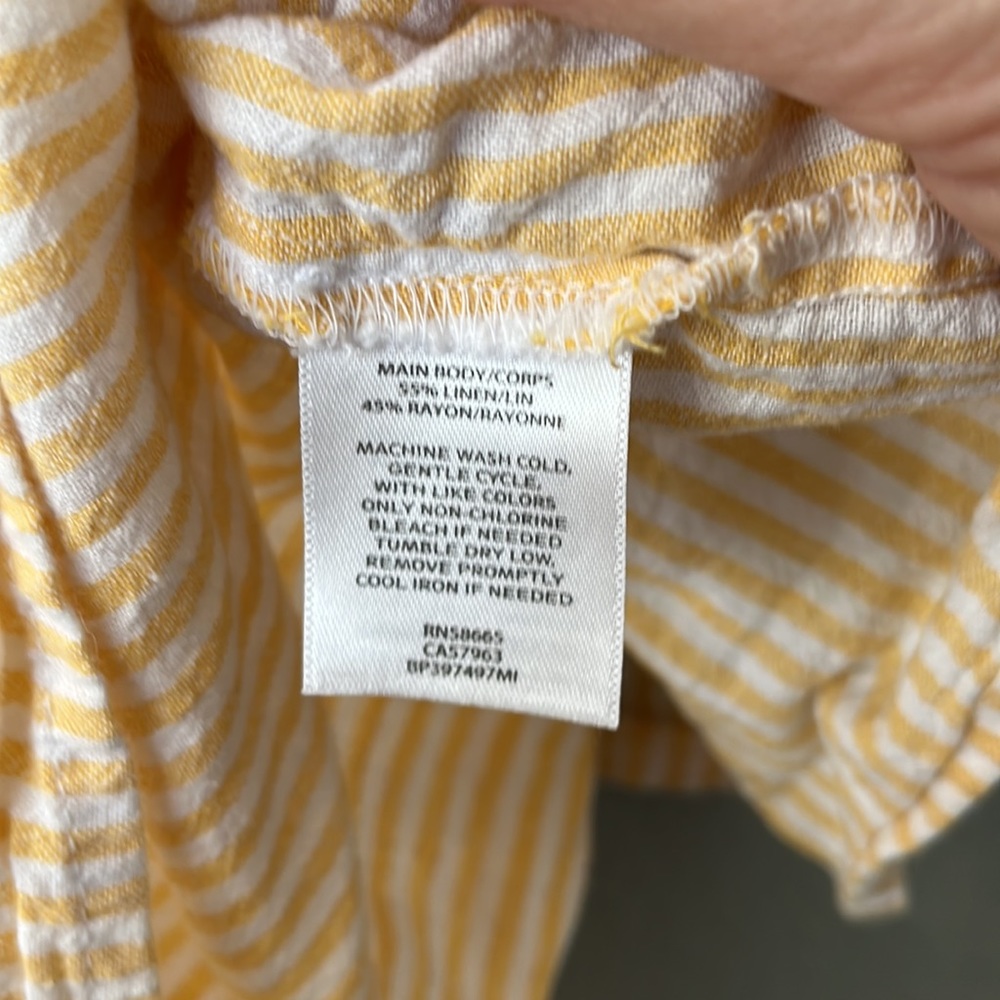 MAIN BODY/CORPS
55% LINEN/LIN
45% RAYON/RAYONNE
MACHINE WASH COLD,
GENTLE CYCLE,
WITH LIKE COLORS
ONLY NON-CHLORINE
BLEACH IF NEEDED
TUMBLE DRY LOW,
REMOVE PROMPTLY
COOL IRON IF NEEDED
RN58665
CA57963
BP397497MI